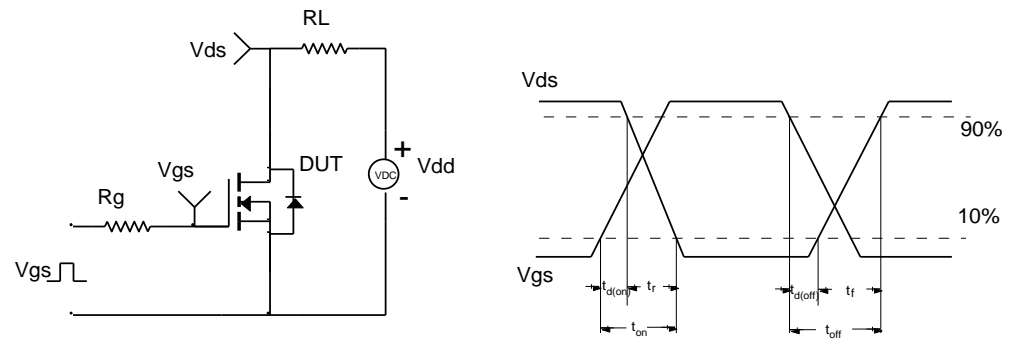 RL
Vds
Vds
90%
+
Vdd
VDC
-
DUT
Vgs
Rg
10%
Vgs
Vgs
td(on)
tr
td(off)
tf
ton
toff